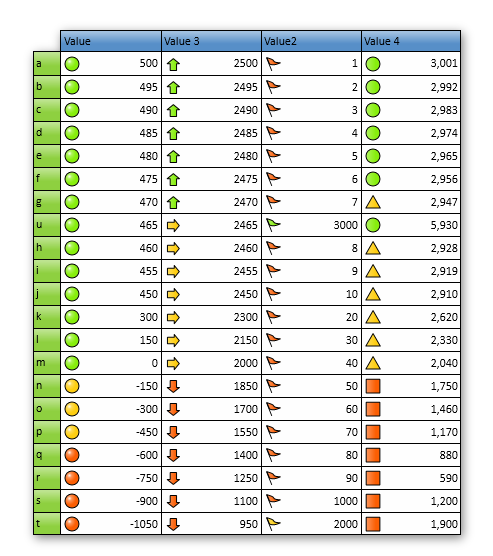 Value Value 3 Value2 Value 4
a 500 2500 1 3,001
b 495 2495 2 2,992
c 490 2490 3 2,983
d 485 2485 4 2,974
e 480 2480 5 2,965
f 475 2475 6 2,956
g 470 2470 7 2,947
u 465 2465 3000 5,930
h 460 2460 8 2,928
i 455 2455 9 2,919
j 450 2450 10 2,910
k 300 2300 20 2,620
l 150 2150 30 2,330
m 0 2000 40 2,040
n -150 1850 50 1,750
o -300 1700 60 1,460
p -450 1550 70 1,170
q -600 1400 80 880
r -750 1250 90 590
s -900 1100 1000 1,200
t -1050 950 2000 1,900